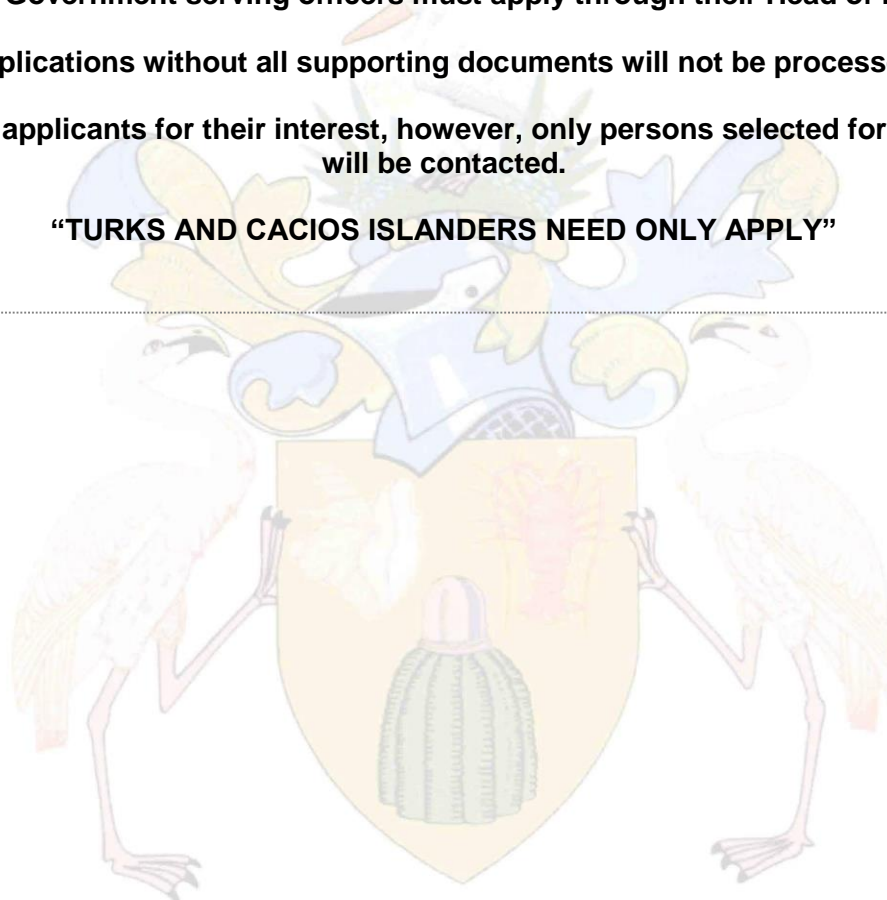 Government serving officers must apply through their Head of
plications without all supporting documents will not be process
applicants for their interest, however, only persons selected for
will be contacted.
“TURKS AND CACIOS ISLANDERS NEED ONLY APPLY”